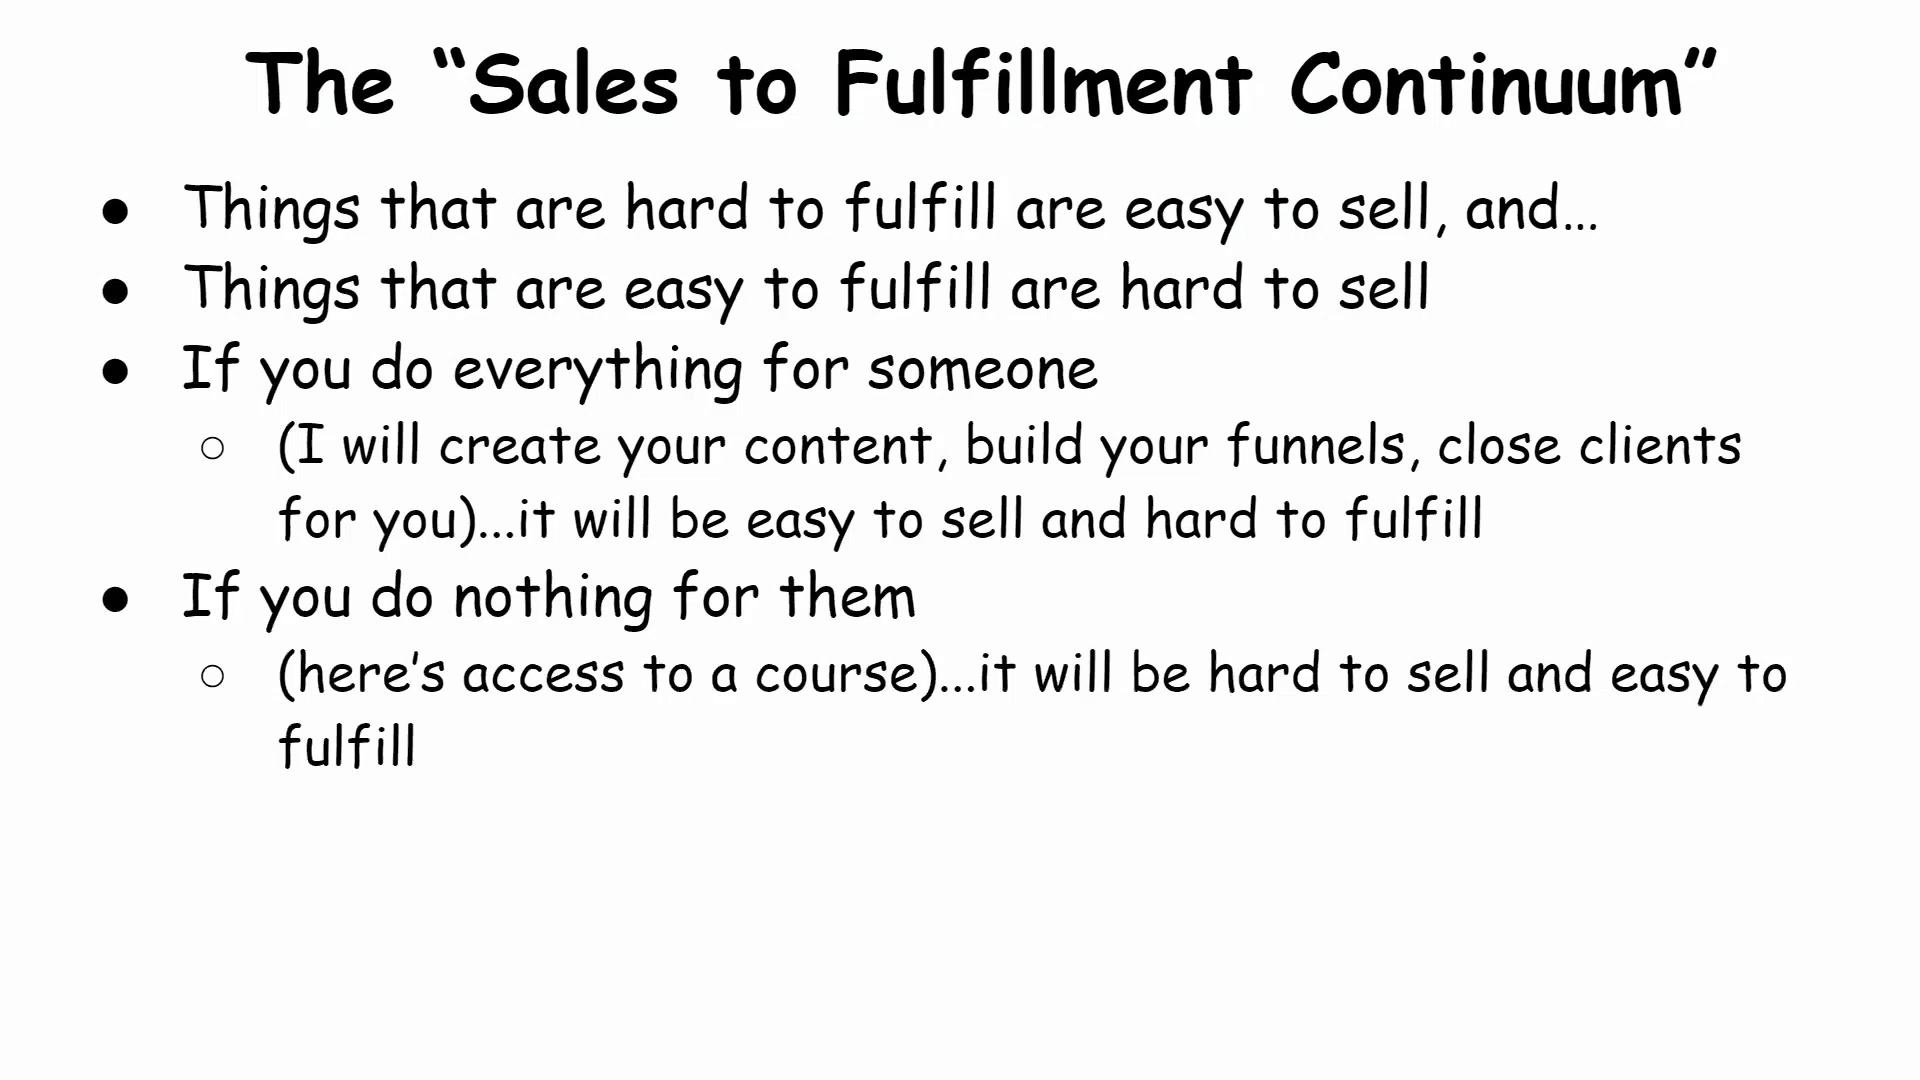 The “Sales to Fulfillment Continuum”
● Things that are hard to fulfill are easy to sell, and...
● Things that are easy to fulfill are hard to sell
● If you do everything for someone
○ (I will create your content, build your funnels, close clients
for you)...it will be easy to sell and hard to fulfill
● If you do nothing for them
○ (here’s access to a course)...it will be hard to sell and easy to
fulfill